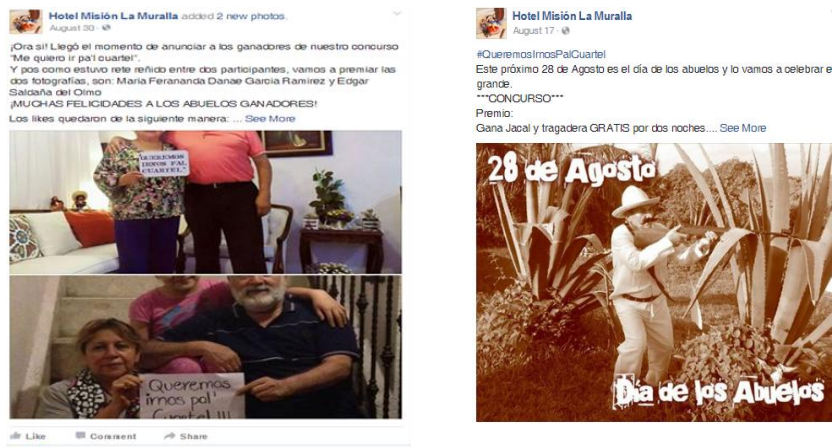 Hotel Misión La Muralla added 2 new photos.
August 30 ·
¡Ora si! Llegó el momento de anunciar a los ganadores de nuestro concurso
"Me quiero ir pa'l cuartel".
Y pos como estuvo rete reñido entre dos participantes, vamos a premiar las
dos fotografías, son: María Ferananda Danae Garcia Ramirez y Edgar
Saldaña del Olmo
¡MUCHAS FELICIDADES A LOS ABUELOS GANADORES!
Los likes quedaron de la siguiente manera: ... See More
"QUEREMOS
IRNOS PAL
CUARTEL"
Queremos
irnos pal'
Cuartel !!!
Like Comment Share
Hotel Misión La Muralla
August 17 ·
#QueremosIrnosPalCuartel
Este próximo 28 de Agosto es el día de los abuelos y lo vamos a celebrar e
grande.
***CONCURSO***
Premio:
Gana Jacal y tragadera GRATIS por dos noches.... See More
28 de Agosto
Día de los Abuelos